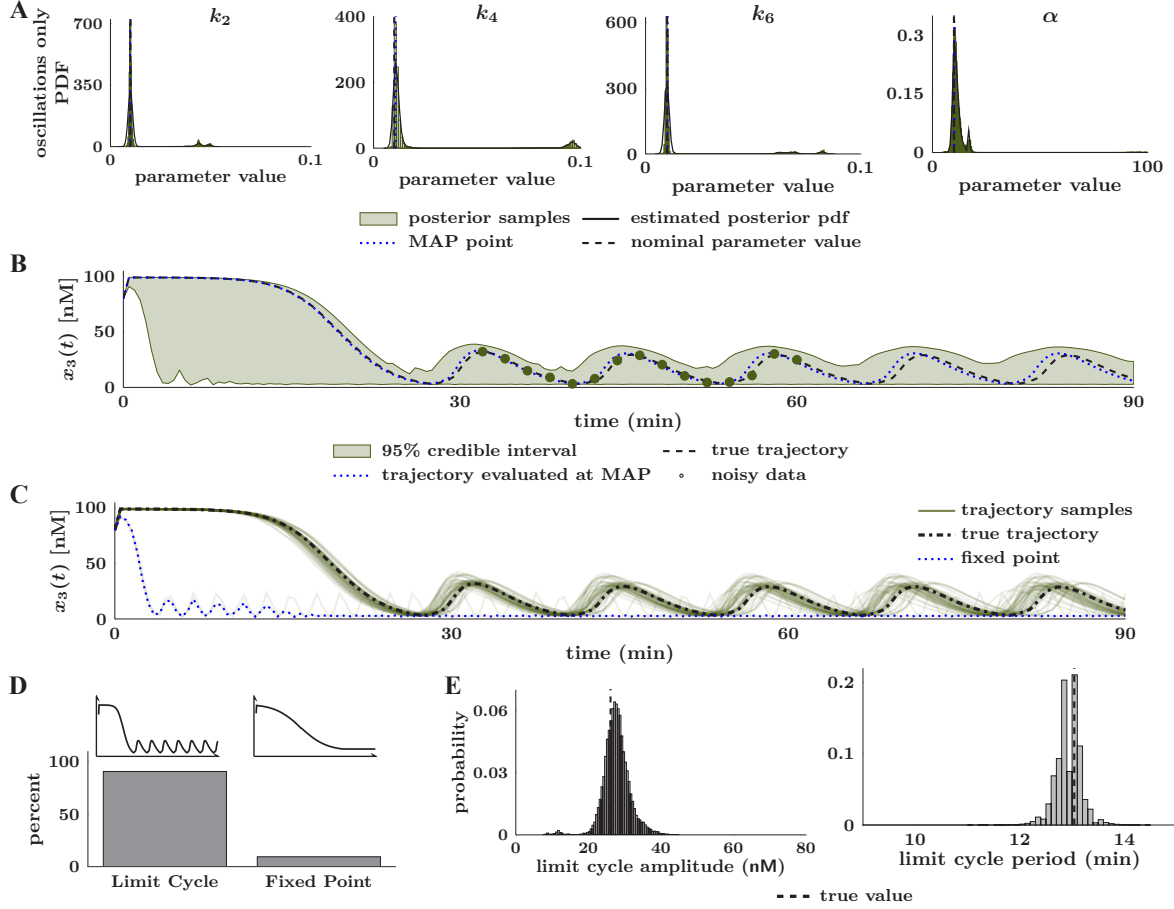 A
k2
k4
k6
α
oscillations only
PDF
700
350
0
0
0.1
parameter value
400
200
0
0
0.1
parameter value
600
300
0
0
0.1
parameter value
0.3
0.15
0
0
100
parameter value
posterior samples
estimated posterior pdf
MAP point
nominal parameter value
B
x3(t) [nM]
100
50
0
0
30
60
90
time (min)
95% credible interval
true trajectory
trajectory evaluated at MAP
noisy data
C
x3(t) [nM]
100
50
0
0
30
60
90
time (min)
trajectory samples
true trajectory
fixed point
D
percent
100
50
0
Limit Cycle
Fixed Point
E
probability
0.06
0.03
0
0
20
40
60
80
limit cycle amplitude (nM)
0.2
0.1
0
10
12
14
limit cycle period (min)
true value